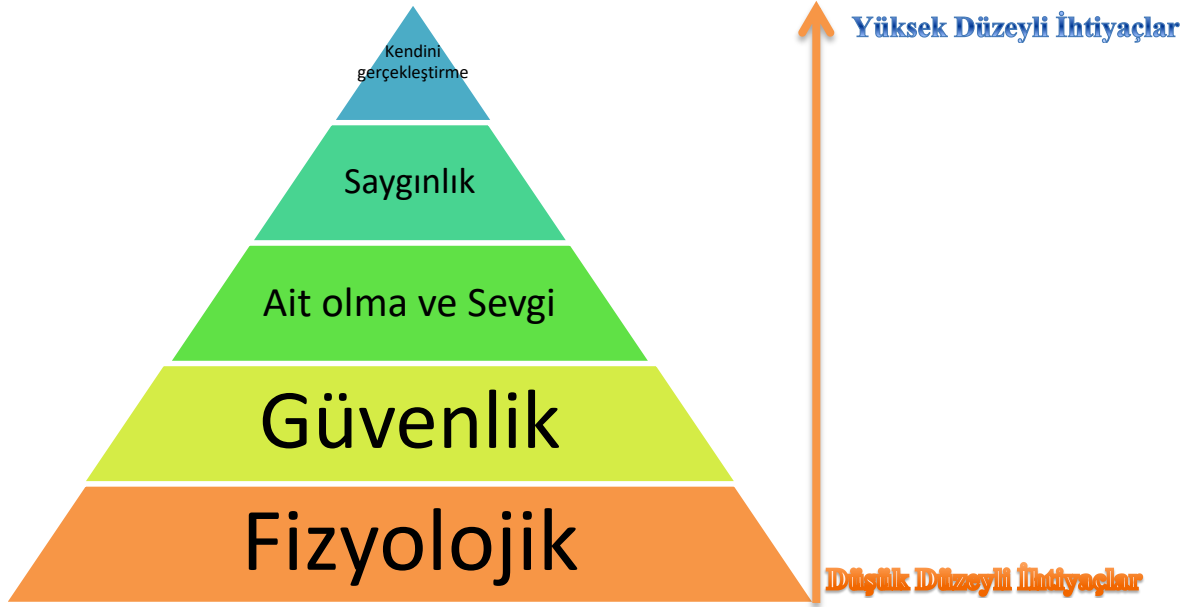 Kendini
gerçekleştirme
Yüksek Düzeyli İhtiyaçlar
Saygınlık
Ait olma ve Sevgi
Güvenlik
Fizyolojik
Düşük Düzeyli İhtiyaçlar